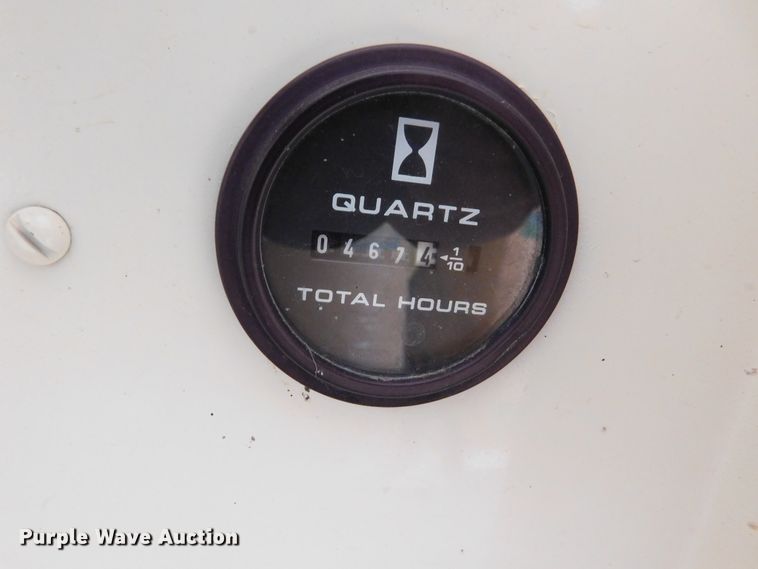 QUARTZ
04674 1/10
TOTAL HOURS
Purple Wave Auction